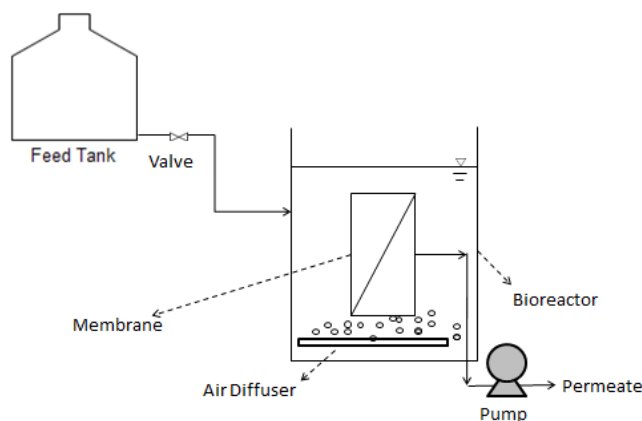 Feed Tank
Valve
Membrane
Bioreactor
Air Diffuser
Permeate
Pump